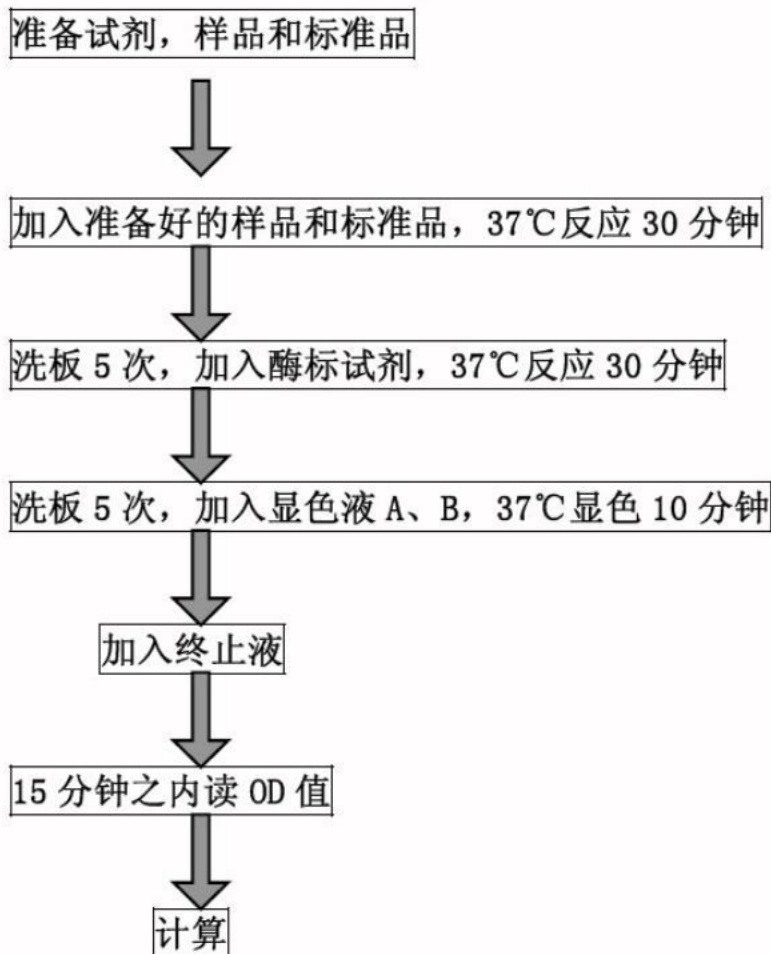 准备试剂，样品和标准品
加入准备好的样品和标准品，37℃反应 30 分钟
洗板 5 次，加入酶标试剂，37℃反应 30 分钟
洗板 5 次，加入显色液 A、B，37℃显色 10 分钟
加入终止液
15 分钟之内读 OD 值
计算